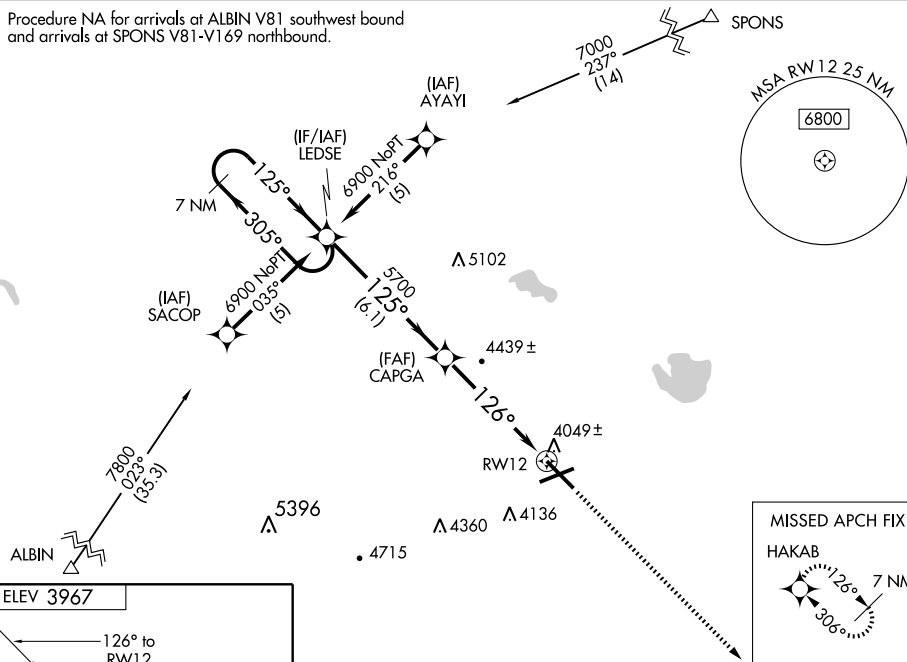 Procedure NA for arrivals at ALBIN V81 southwest bound
and arrivals at SPONS V81-V169 northbound.
SPONS
7000
237°
(14)
MSA RW12 25 NM
6800
(IAF)
AYAYI
(IF/IAF)
LEDSE
6900 NoPT
216°
(5)
125°
7 NM
305°
6900 NoPT
035°
(5)
(IAF)
SACOP
5102
5700
125°
(6.1)
4439±
(FAF)
CAPGA
126°
4049±
RW12
7800
023°
(35.3)
5396
4360
4136
4715
ALBIN
MISSED APCH FIX
HAKAB
126°
7 NM
306°
ELEV 3967
126° to
RW12